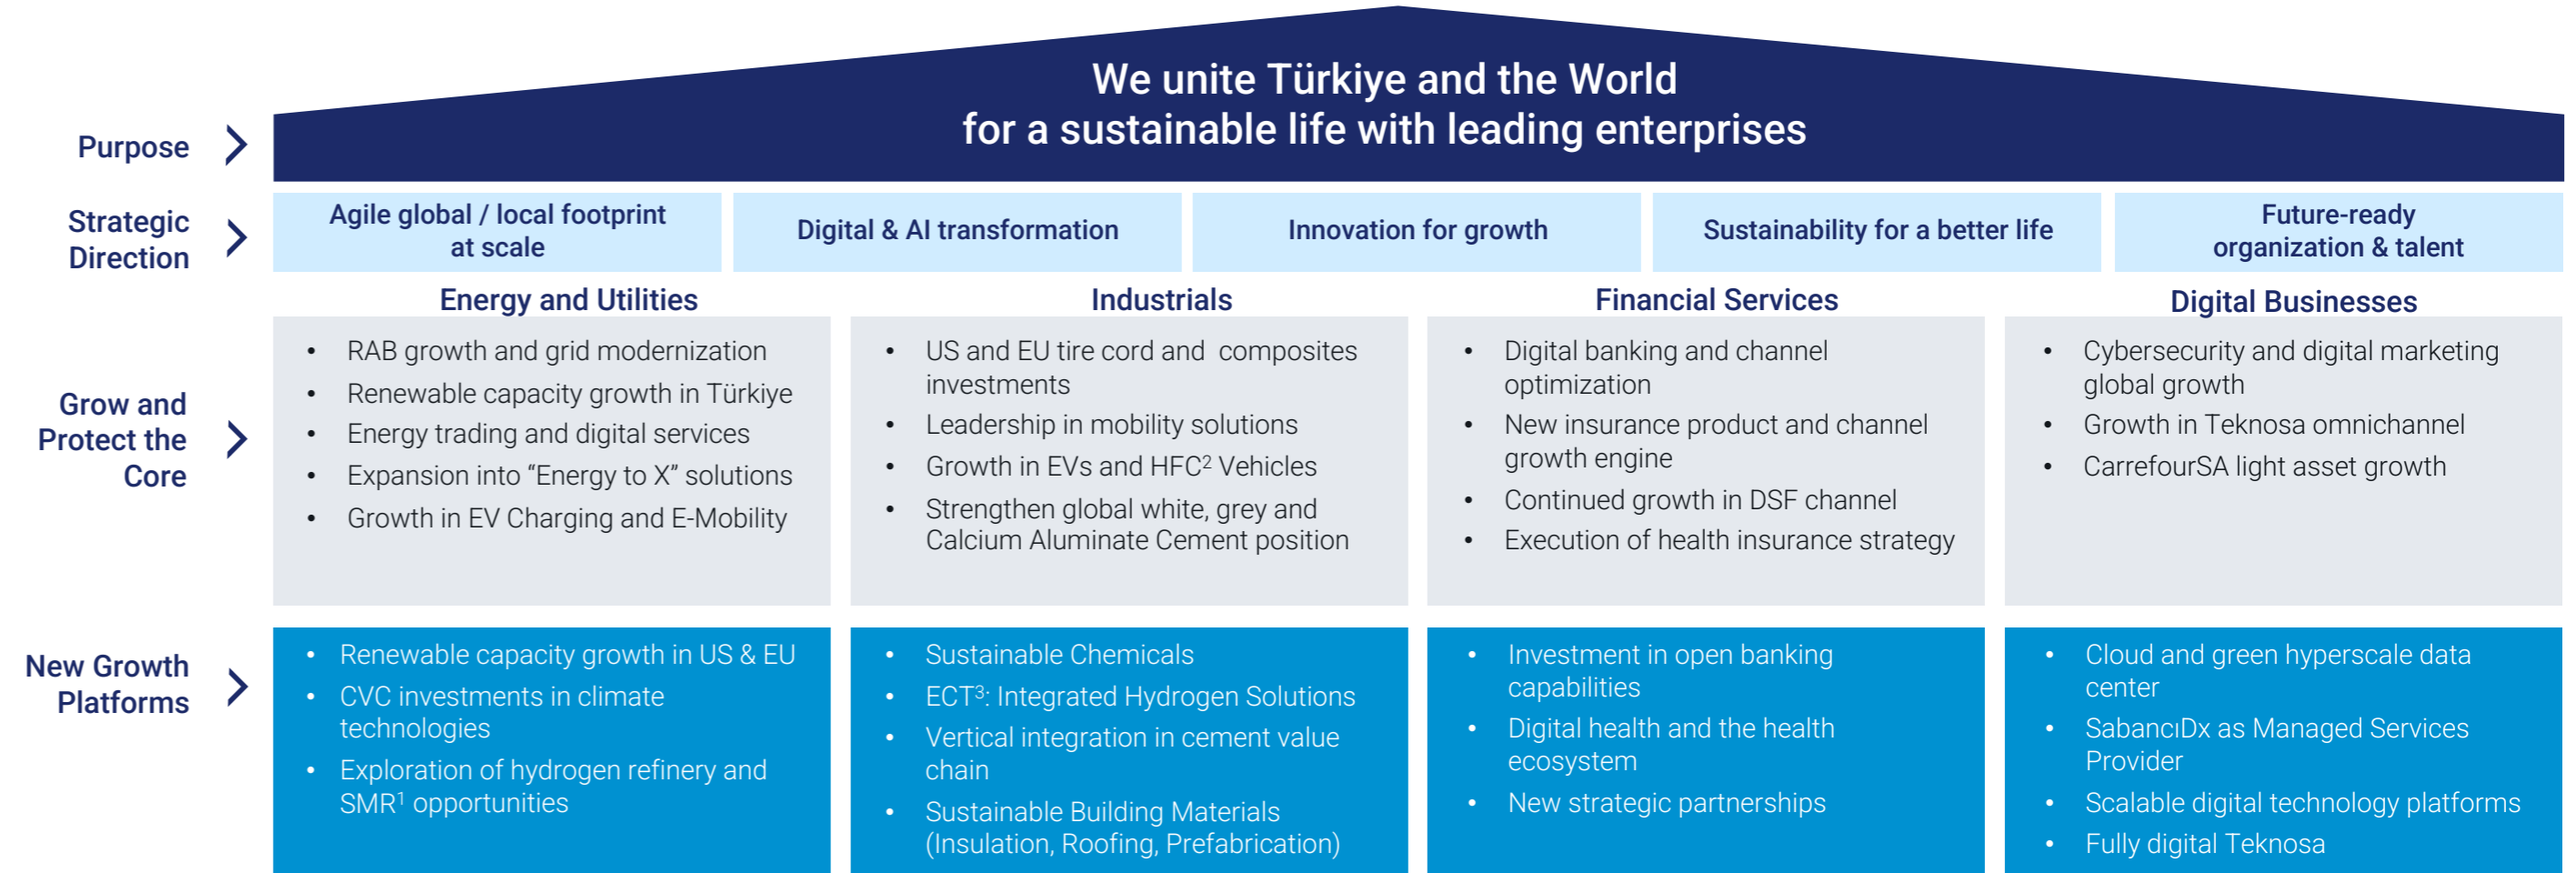 We unite Türkiye and the World
for a sustainable life with leading enterprises
Purpose
Strategic
Direction
Agile global / local footprint
at scale
Digital & AI transformation
Innovation for growth
Sustainability for a better life
Future-ready
organization & talent
Energy and Utilities
Industrials
Financial Services
Digital Businesses
Grow and
Protect the
Core
• RAB growth and grid modernization
• Renewable capacity growth in Türkiye
• Energy trading and digital services
• Expansion into “Energy to X” solutions
• Growth in EV Charging and E-Mobility
• US and EU tire cord and composites
investments
• Leadership in mobility solutions
• Growth in EVs and HFC² Vehicles
• Strengthen global white, grey and
Calcium Aluminate Cement position
• Digital banking and channel
optimization
• New insurance product and channel
growth engine
• Continued growth in DSF channel
• Execution of health insurance strategy
• Cybersecurity and digital marketing
global growth
• Growth in Teknosa omnichannel
• CarrefourSA light asset growth
New Growth
Platforms
• Renewable capacity growth in US & EU
• CVC investments in climate
technologies
• Exploration of hydrogen refinery and
SMR¹ opportunities
• Sustainable Chemicals
• ECT³: Integrated Hydrogen Solutions
• Vertical integration in cement value
chain
• Sustainable Building Materials
(Insulation, Roofing, Prefabrication)
• Investment in open banking
capabilities
• Digital health and the health
ecosystem
• New strategic partnerships
• Cloud and green hyperscale data
center
• SabancıDx as Managed Services
Provider
• Scalable digital technology platforms
• Fully digital Teknosa